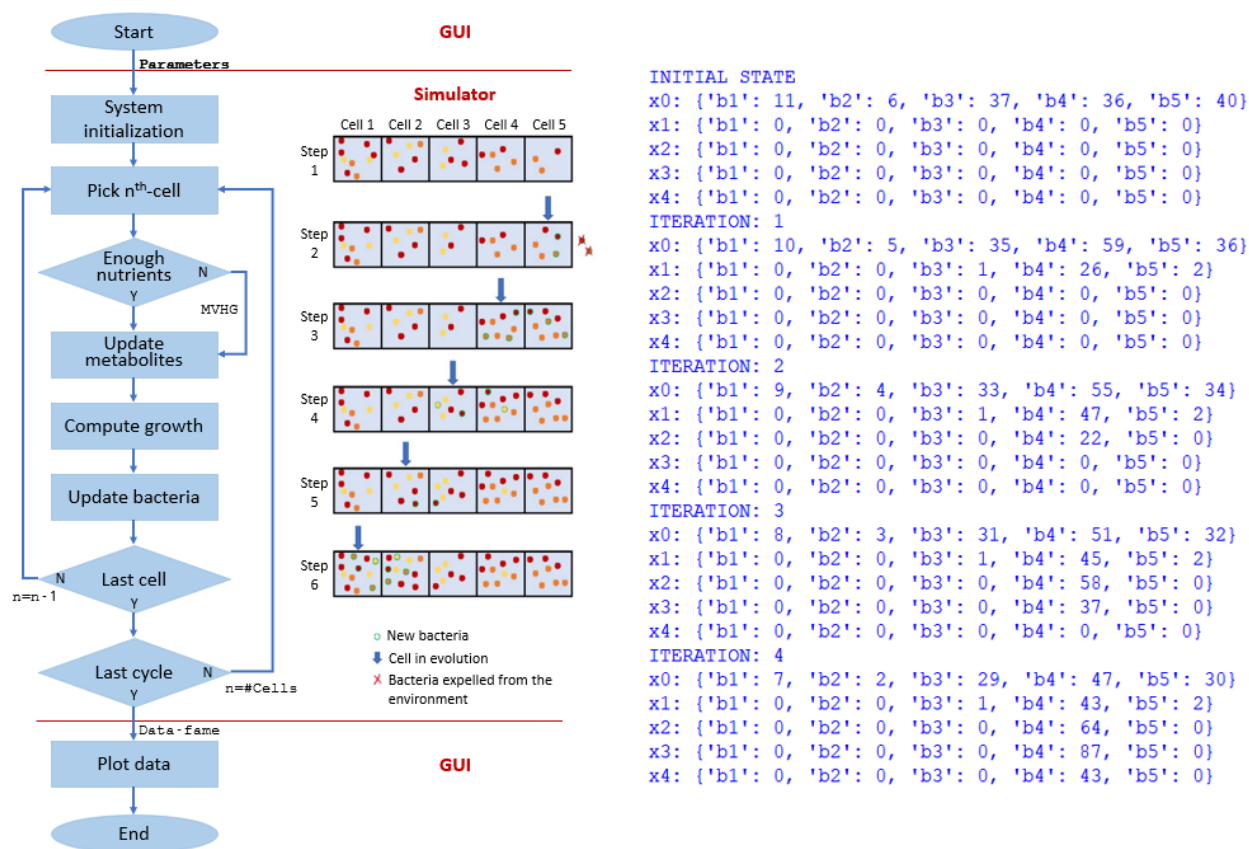 Start
GUI
Parameters
System
initialization
Pick nth-cell
Enough
nutrients
N
Y
MVHG
Update
metabolites
Compute growth
Update bacteria
Last cell
N
n=n-1
Y
Last cycle
N
n=#Cells
Y
Data-fame
Plot data
End
Simulator
Cell 1 Cell 2 Cell 3 Cell 4 Cell 5
Step
1
Step
2
Step
3
Step
4
Step
5
Step
6
New bacteria
Cell in evolution
Bacteria expelled from the
environment
GUI
INITIAL STATE
x0: {'b1': 11, 'b2': 6, 'b3': 37, 'b4': 36, 'b5': 40}
x1: {'b1': 0, 'b2': 0, 'b3': 0, 'b4': 0, 'b5': 0}
x2: {'b1': 0, 'b2': 0, 'b3': 0, 'b4': 0, 'b5': 0}
x3: {'b1': 0, 'b2': 0, 'b3': 0, 'b4': 0, 'b5': 0}
x4: {'b1': 0, 'b2': 0, 'b3': 0, 'b4': 0, 'b5': 0}
ITERATION: 1
x0: {'b1': 10, 'b2': 5, 'b3': 35, 'b4': 59, 'b5': 36}
x1: {'b1': 0, 'b2': 0, 'b3': 1, 'b4': 26, 'b5': 2}
x2: {'b1': 0, 'b2': 0, 'b3': 0, 'b4': 0, 'b5': 0}
x3: {'b1': 0, 'b2': 0, 'b3': 0, 'b4': 0, 'b5': 0}
x4: {'b1': 0, 'b2': 0, 'b3': 0, 'b4': 0, 'b5': 0}
ITERATION: 2
x0: {'b1': 9, 'b2': 4, 'b3': 33, 'b4': 55, 'b5': 34}
x1: {'b1': 0, 'b2': 0, 'b3': 1, 'b4': 47, 'b5': 2}
x2: {'b1': 0, 'b2': 0, 'b3': 0, 'b4': 22, 'b5': 0}
x3: {'b1': 0, 'b2': 0, 'b3': 0, 'b4': 0, 'b5': 0}
x4: {'b1': 0, 'b2': 0, 'b3': 0, 'b4': 0, 'b5': 0}
ITERATION: 3
x0: {'b1': 8, 'b2': 3, 'b3': 31, 'b4': 51, 'b5': 32}
x1: {'b1': 0, 'b2': 0, 'b3': 1, 'b4': 45, 'b5': 2}
x2: {'b1': 0, 'b2': 0, 'b3': 0, 'b4': 58, 'b5': 0}
x3: {'b1': 0, 'b2': 0, 'b3': 0, 'b4': 37, 'b5': 0}
x4: {'b1': 0, 'b2': 0, 'b3': 0, 'b4': 0, 'b5': 0}
ITERATION: 4
x0: {'b1': 7, 'b2': 2, 'b3': 29, 'b4': 47, 'b5': 30}
x1: {'b1': 0, 'b2': 0, 'b3': 1, 'b4': 43, 'b5': 2}
x2: {'b1': 0, 'b2': 0, 'b3': 0, 'b4': 64, 'b5': 0}
x3: {'b1': 0, 'b2': 0, 'b3': 0, 'b4': 87, 'b5': 0}
x4: {'b1': 0, 'b2': 0, 'b3': 0, 'b4': 43, 'b5': 0}